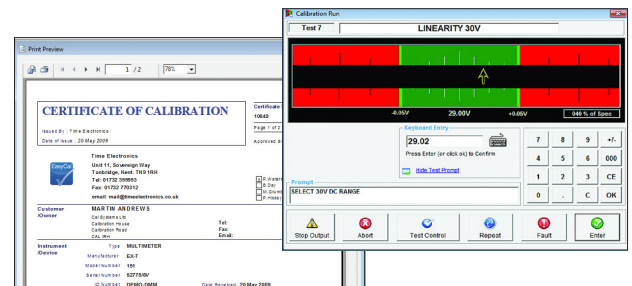 Calibration Run
Test 7
LINEARITY 30V
-0.05V
29.00V
+0.05V
040 % of Spec
Keyboard Entry
29.02
Press Enter (or click ok) to Confirm
Hide Test Prompt
7 8 9 +/-
4 5 6 000
1 2 3 CE
0 . C OK
Prompt
SELECT 30V DC RANGE
Stop Output
Abort
Test Control
Repeat
Fault
Enter
Print Preview
1 / 2
78%
CERTIFICATE OF CALIBRATION
Issued By : Time Electronics
Date of Issue : 20 May 2009
Certificate
10849
Page 1 of 2
Approved
EasyCal
Time Electronics
Unit 11, Sovereign Way
Tonbridge, Kent. TN9 1RH
Tel: 01732 355993
Fax: 01732 770312
email: mail@timeelectronics.co.uk
P.Waters
B.Day
Customer
/Owner
MARTIN ANDREWS
Cal Systems Ltd
Calibration House
Calibration Road
CAL 1RH
Tel:
Fax:
Email:
Instrument
/Device
Type MULTIMETER
Manufacturer EX-T
Model Number 151
Serial Number 52775/8V
ID Number DEMO-DMM
Date Received: 20 May 2009